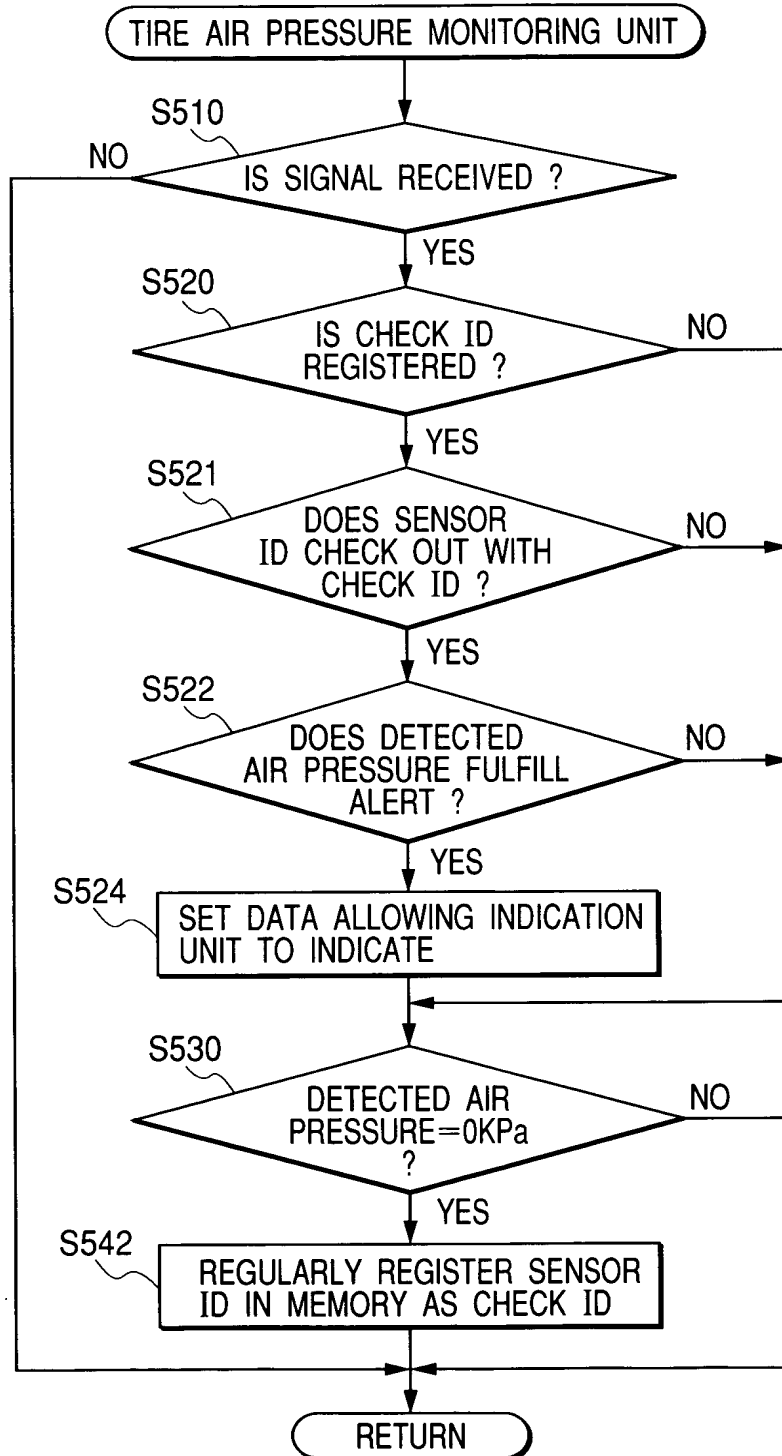 TIRE AIR PRESSURE MONITORING UNIT
S510
NO
IS SIGNAL RECEIVED ?
YES
S520
IS CHECK ID
REGISTERED ?
NO
YES
S521
DOES SENSOR
ID CHECK OUT WITH
CHECK ID ?
NO
YES
S522
DOES DETECTED
AIR PRESSURE FULFILL
ALERT ?
NO
YES
S524
SET DATA ALLOWING INDICATION
UNIT TO INDICATE
S530
DETECTED AIR
PRESSURE=0KPa
?
NO
YES
S542
REGULARLY REGISTER SENSOR
ID IN MEMORY AS CHECK ID
RETURN